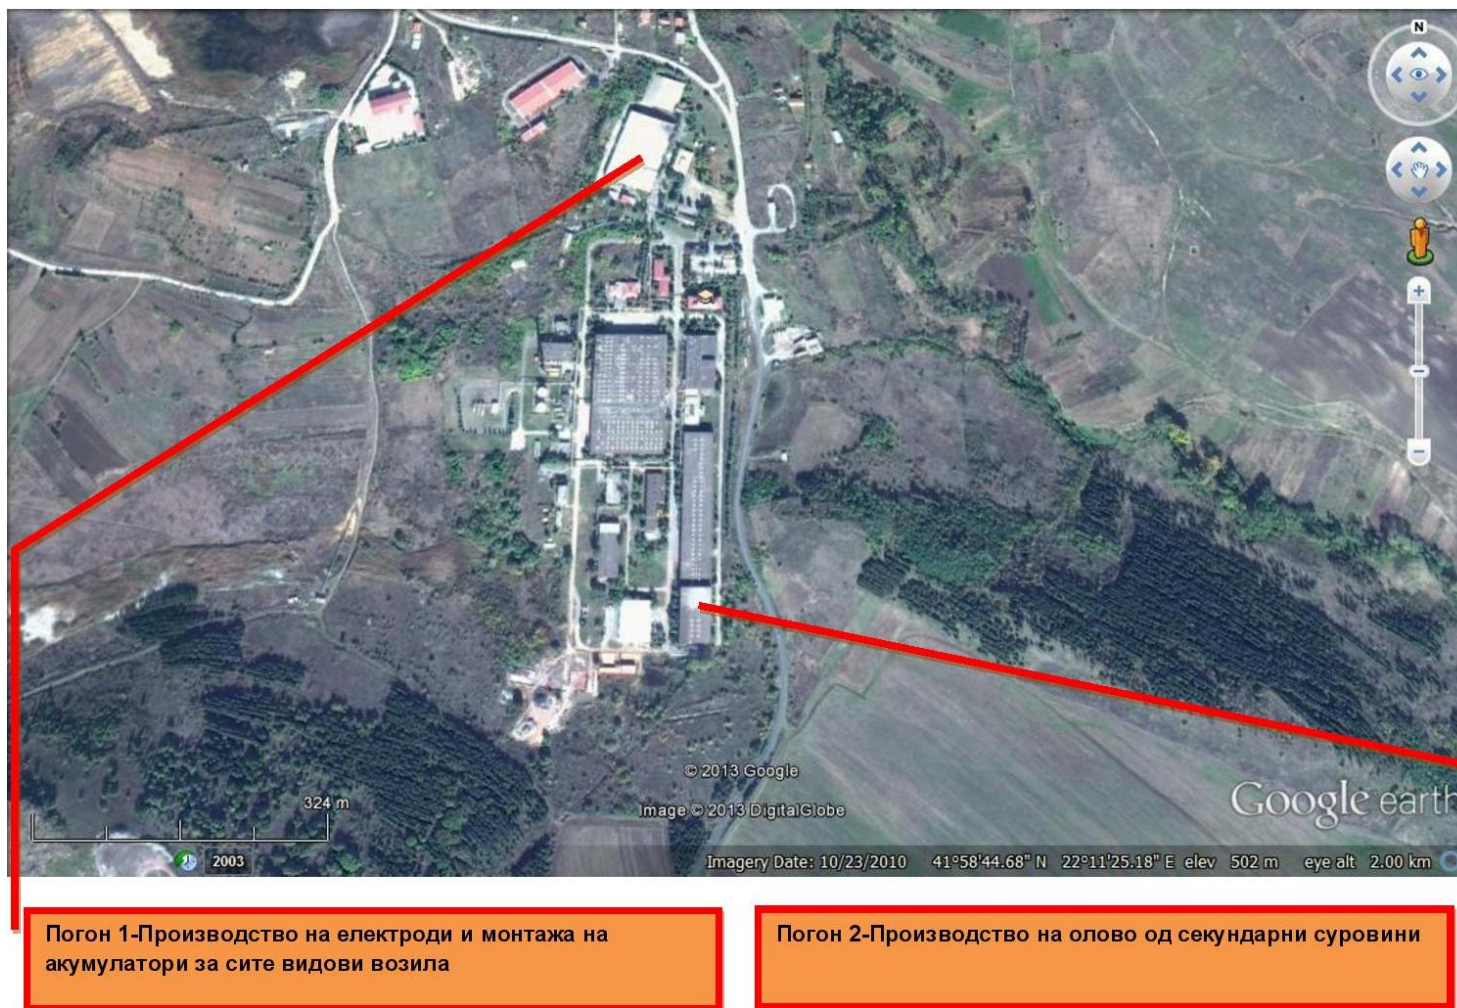 N
© 2013 Google
Image © 2013 DigitalGlobe
Google earth
324 m
2003
Imagery Date: 10/23/2010 41°58'44.68" N 22°11'25.18" E elev 502 m eye alt 2.00 km
Погон 1-Производство на електроди и монтажа на
акумулатори за сите видови возила
Погон 2-Производство на олово од секундарни суровини